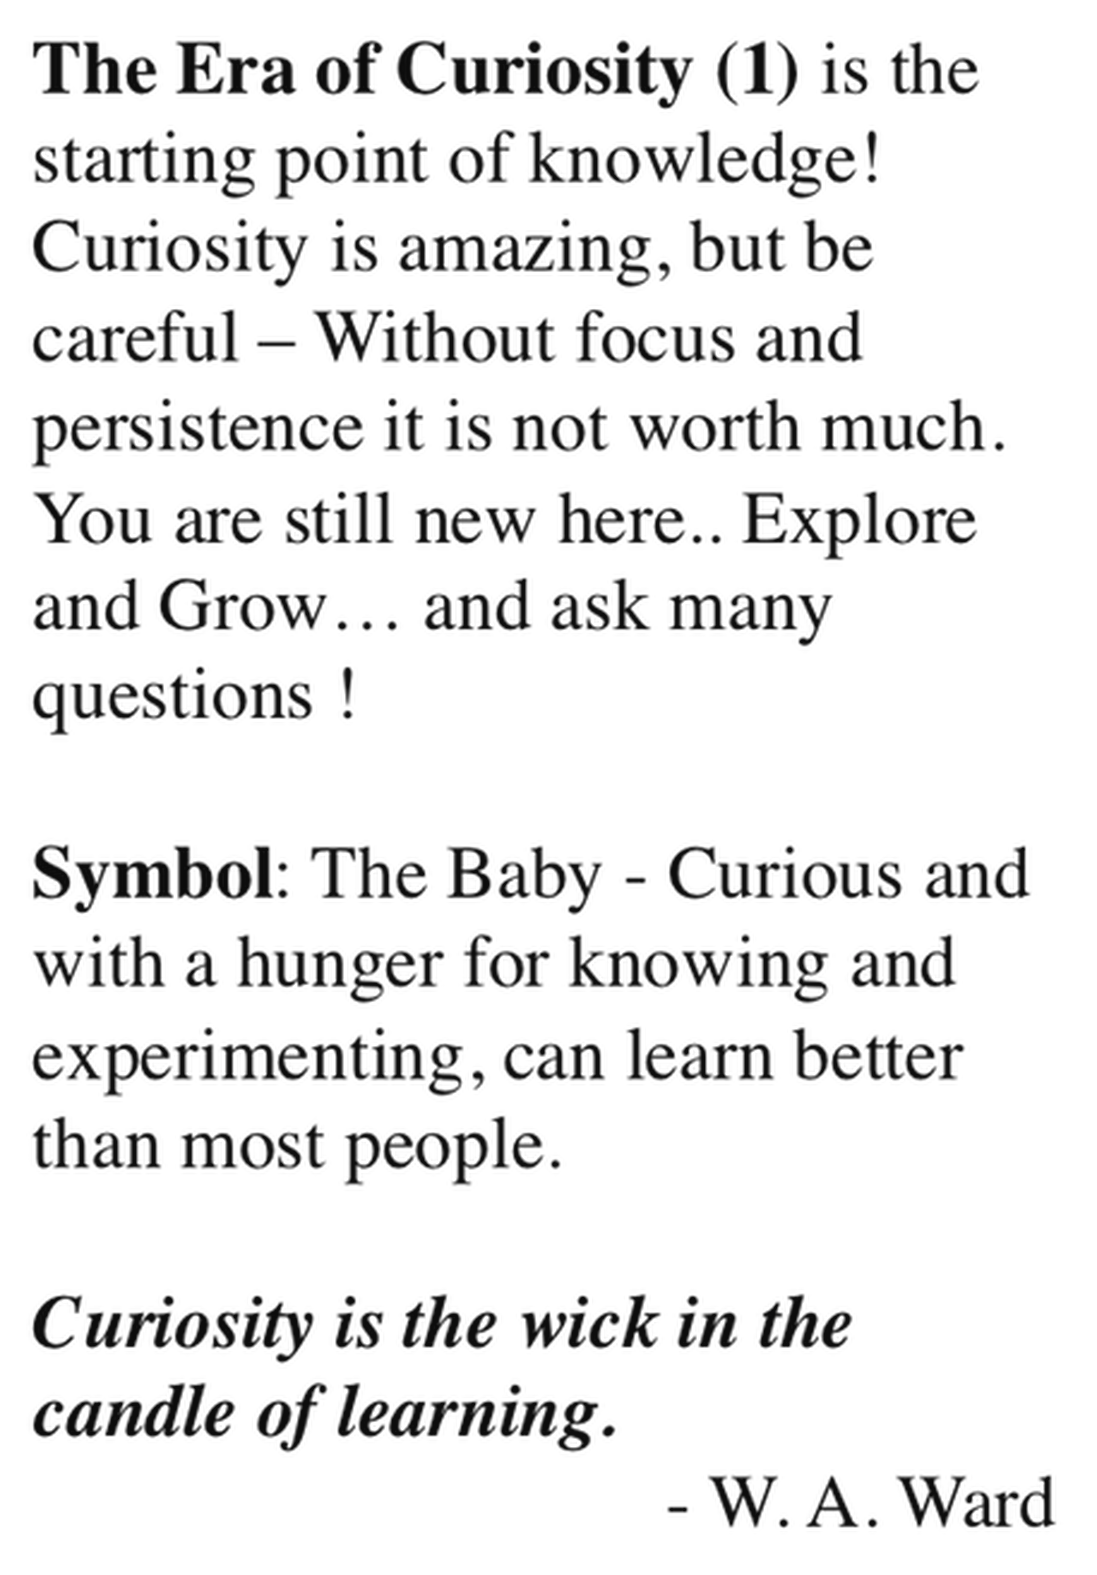 The Era of Curiosity (1) is the
starting point of knowledge!
Curiosity is amazing, but be
careful – Without focus and
persistence it is not worth much.
You are still new here.. Explore
and Grow… and ask many
questions !
Symbol: The Baby - Curious and
with a hunger for knowing and
experimenting, can learn better
than most people.
Curiosity is the wick in the
candle of learning.
- W. A. Ward